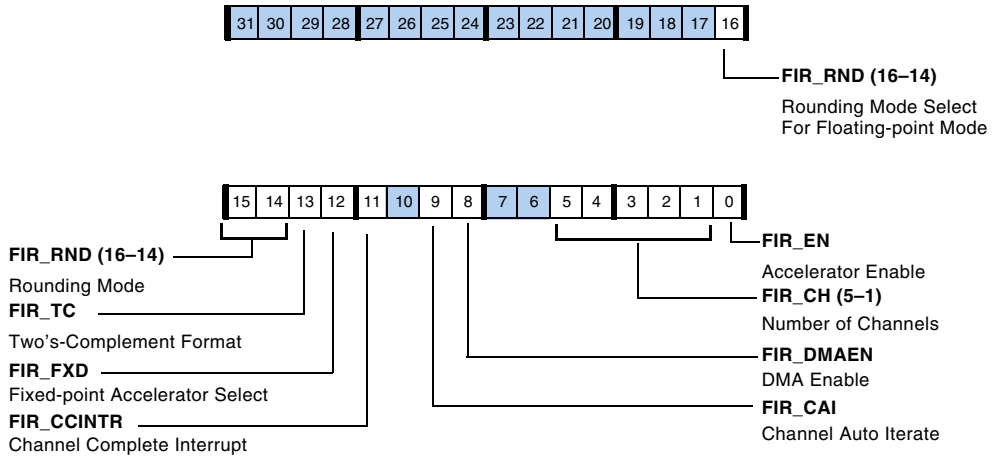 31 30 29 28 27 26 25 24 23 22 21 20 19 18 17 16
FIR_RND (16–14)
Rounding Mode Select
For Floating-point Mode
15 14 13 12 11 10 9 8 7 6 5 4 3 2 1 0
FIR_RND (16–14)
Rounding Mode
FIR_TC
Two's-Complement Format
FIR_FXD
Fixed-point Accelerator Select
FIR_CCINTR
Channel Complete Interrupt
FIR_EN
Accelerator Enable
FIR_CH (5–1)
Number of Channels
FIR_DMAEN
DMA Enable
FIR_CAI
Channel Auto Iterate